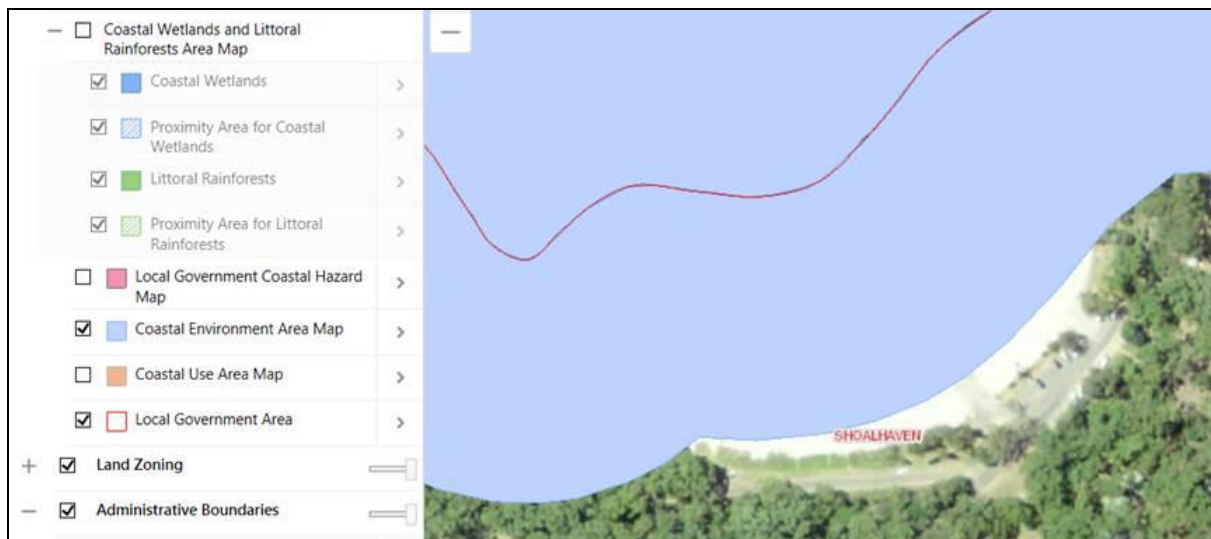 Coastal Wetlands and Littoral
Rainforests Area Map
Coastal Wetlands
Proximity Area for Coastal
Wetlands
Littoral Rainforests
Proximity Area for Littoral
Rainforests
Local Government Coastal Hazard
Map
Coastal Environment Area Map
Coastal Use Area Map
Local Government Area
Land Zoning
Administrative Boundaries
SHOALHAVEN